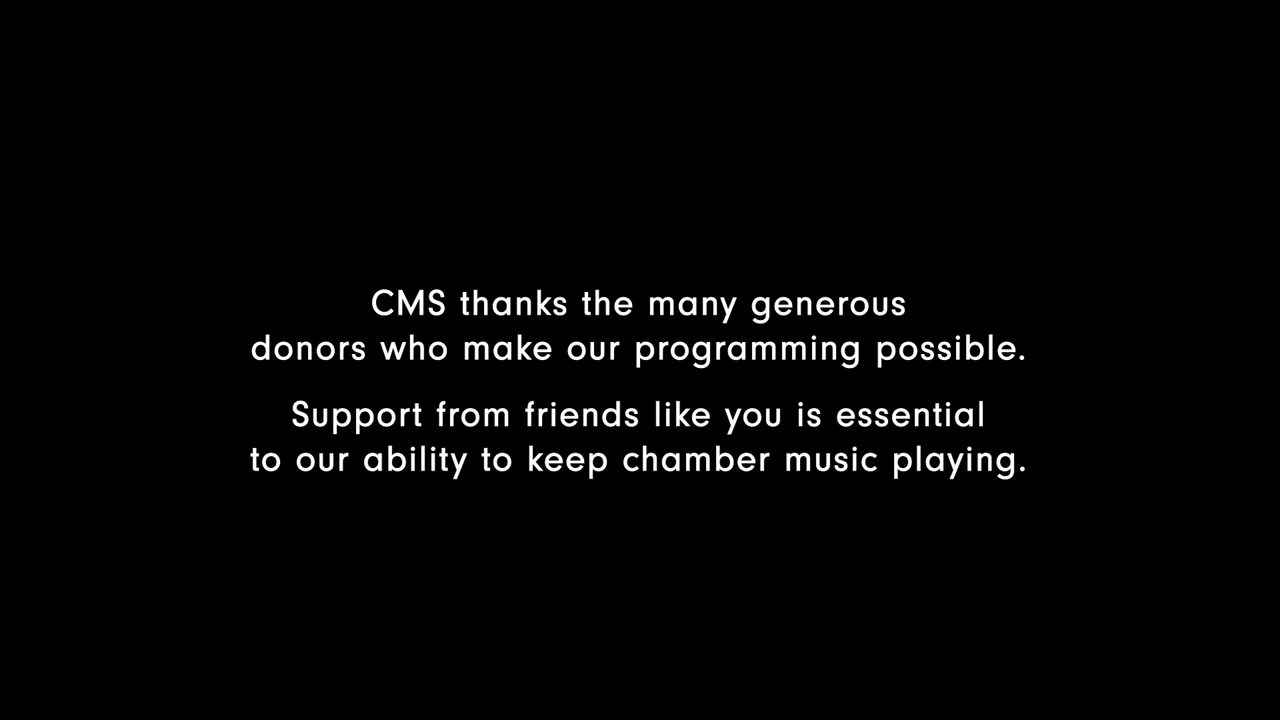 CMS thanks the many generous
donors who make our programming possible.
Support from friends like you is essential
to our ability to keep chamber music playing.